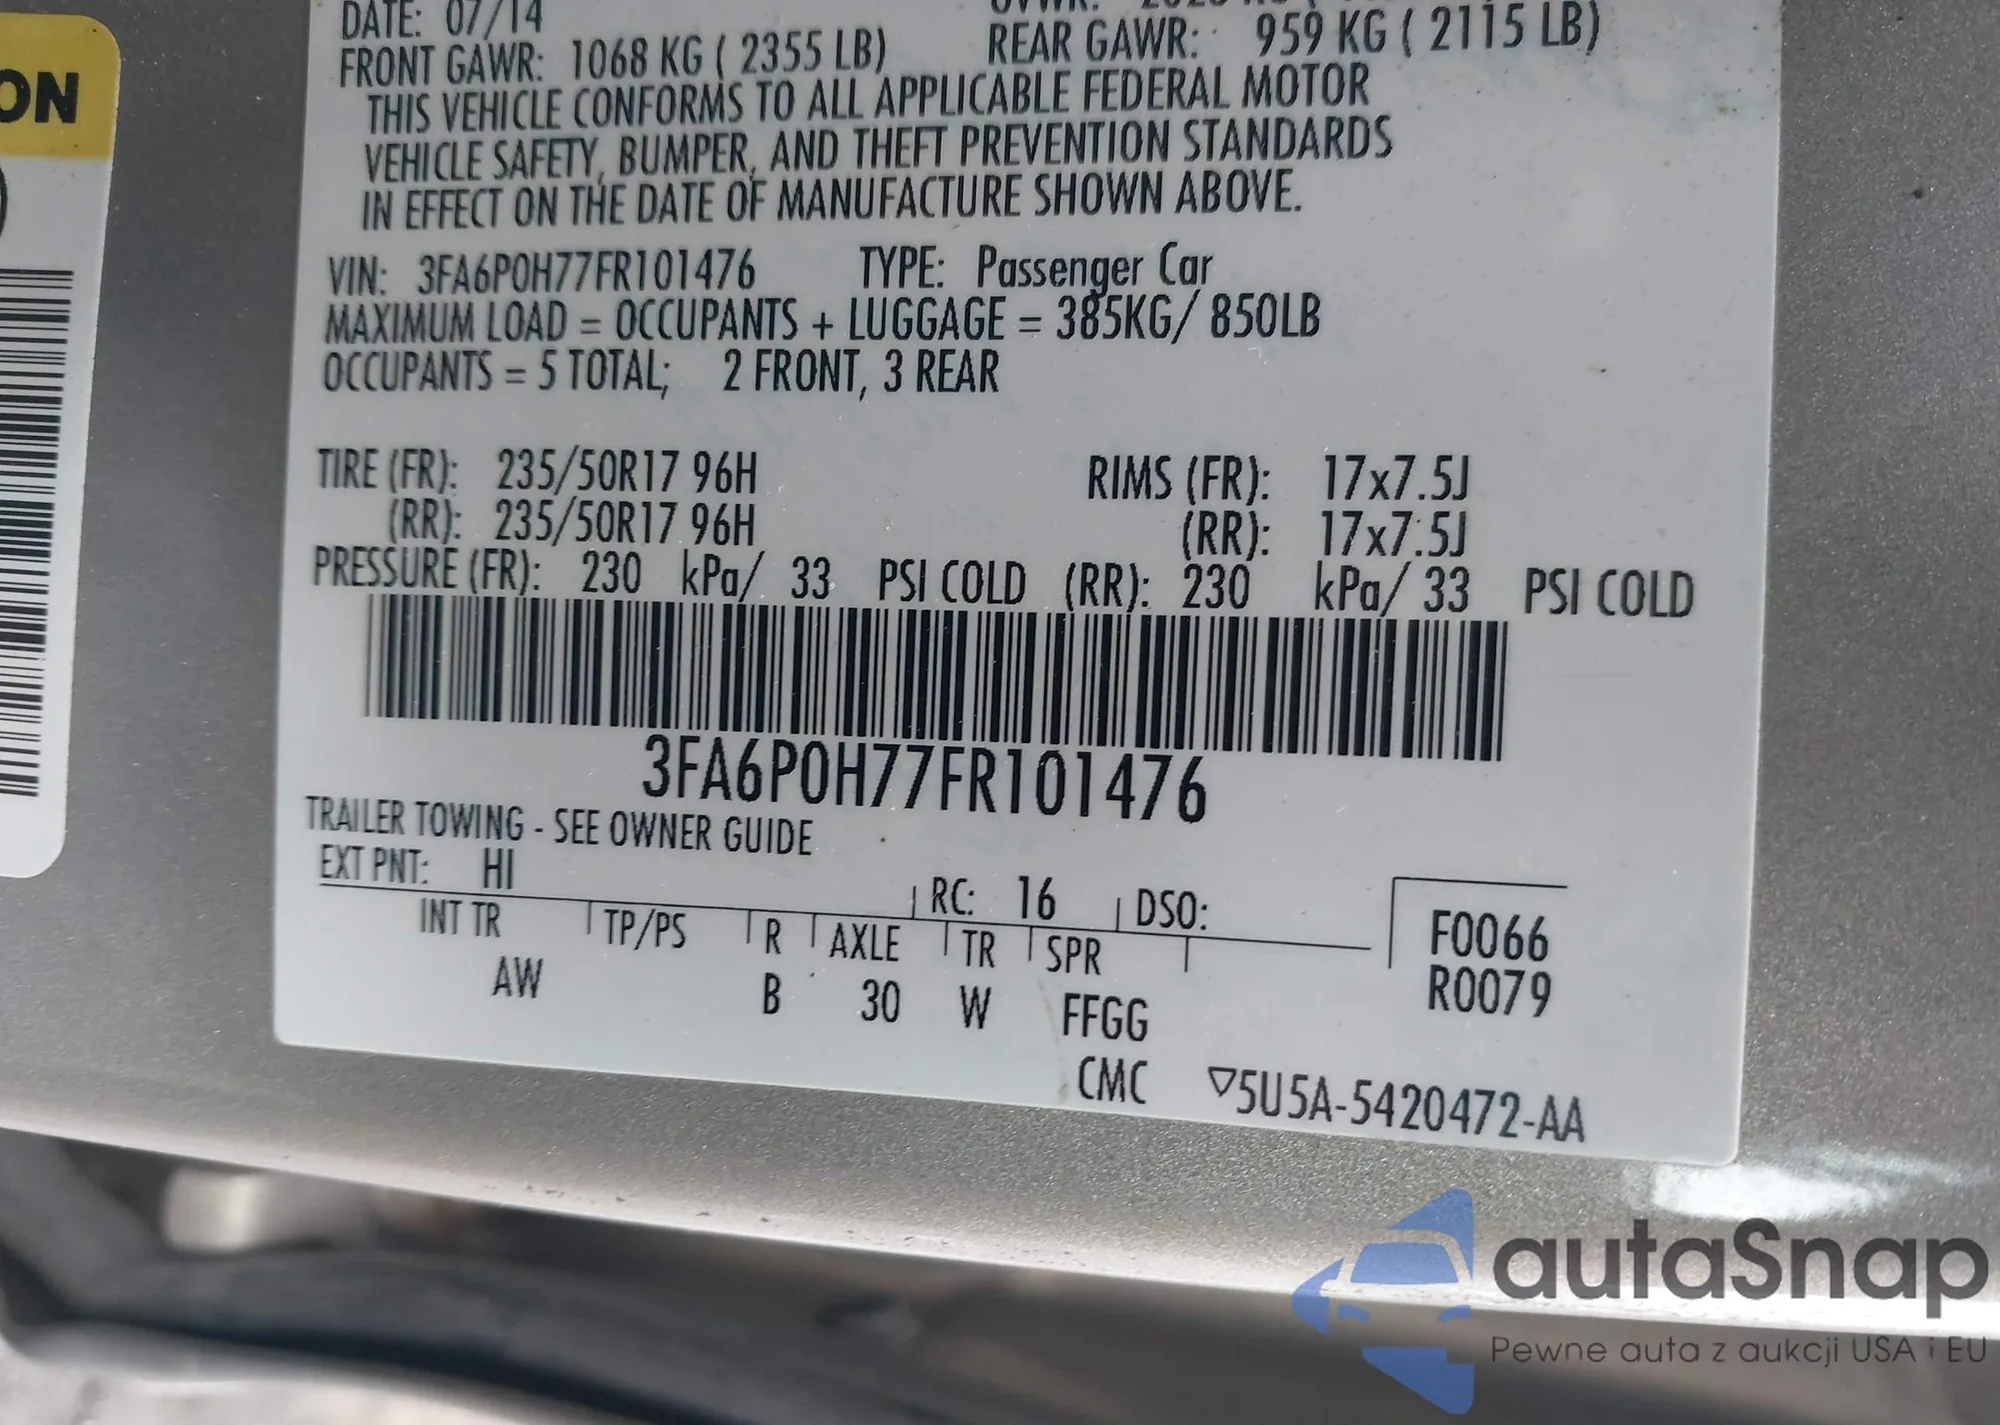 DATE: 07/14
FRONT GAWR: 1068 KG ( 2355 LB) REAR GAWR: 959 KG ( 2115 LB)
THIS VEHICLE CONFORMS TO ALL APPLICABLE FEDERAL MOTOR
VEHICLE SAFETY, BUMPER, AND THEFT PREVENTION STANDARDS
IN EFFECT ON THE DATE OF MANUFACTURE SHOWN ABOVE.
VIN: 3FA6P0H77FR101476 TYPE: Passenger Car
MAXIMUM LOAD = OCCUPANTS + LUGGAGE = 385KG/ 850LB
OCCUPANTS = 5 TOTAL; 2 FRONT, 3 REAR
TIRE (FR): 235/50R17 96H RIMS (FR): 17x7.5J
(RR): 235/50R17 96H (RR): 17x7.5J
PRESSURE (FR): 230 kPa/ 33 PSI COLD (RR): 230 kPa/ 33 PSI COLD
3FA6P0H77FR101476
TRAILER TOWING - SEE OWNER GUIDE
EXT PNT: HI RC: 16 DSO:
INT TR TP/PS R AXLE TR SPR F0066
AW B 30 W FFGG R0079
CMC ▽5U5A-5420472-AA
ON
autaSnap
Pewne auta z aukcji USA i EU